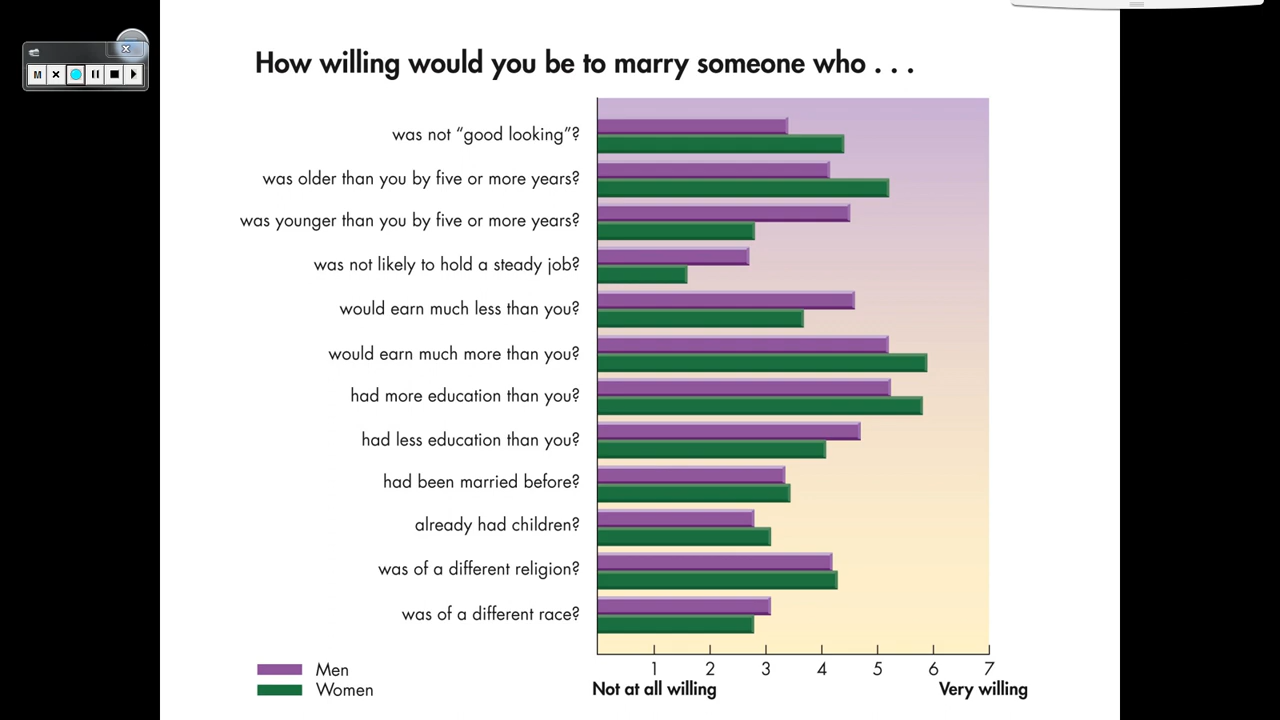 M
How willing would you be to marry someone who . . .
was not “good looking”?
was older than you by five or more years?
was younger than you by five or more years?
was not likely to hold a steady job?
would earn much less than you?
would earn much more than you?
had more education than you?
had less education than you?
had been married before?
already had children?
was of a different religion?
was of a different race?
1 2 3 4 5 6 7
Not at all willing Very willing
Men
Women